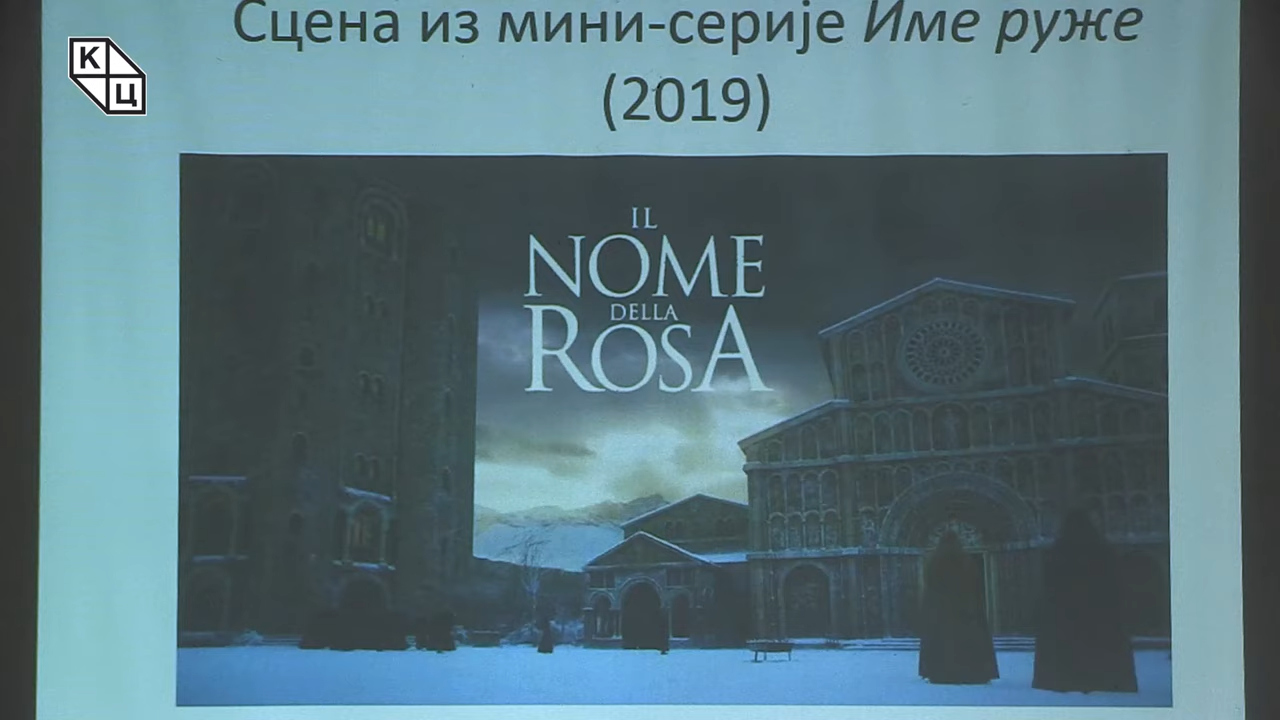 Сцена из мини-серије Име руже
(2019)
К
Ц
IL
NOME
DELLA
ROSA